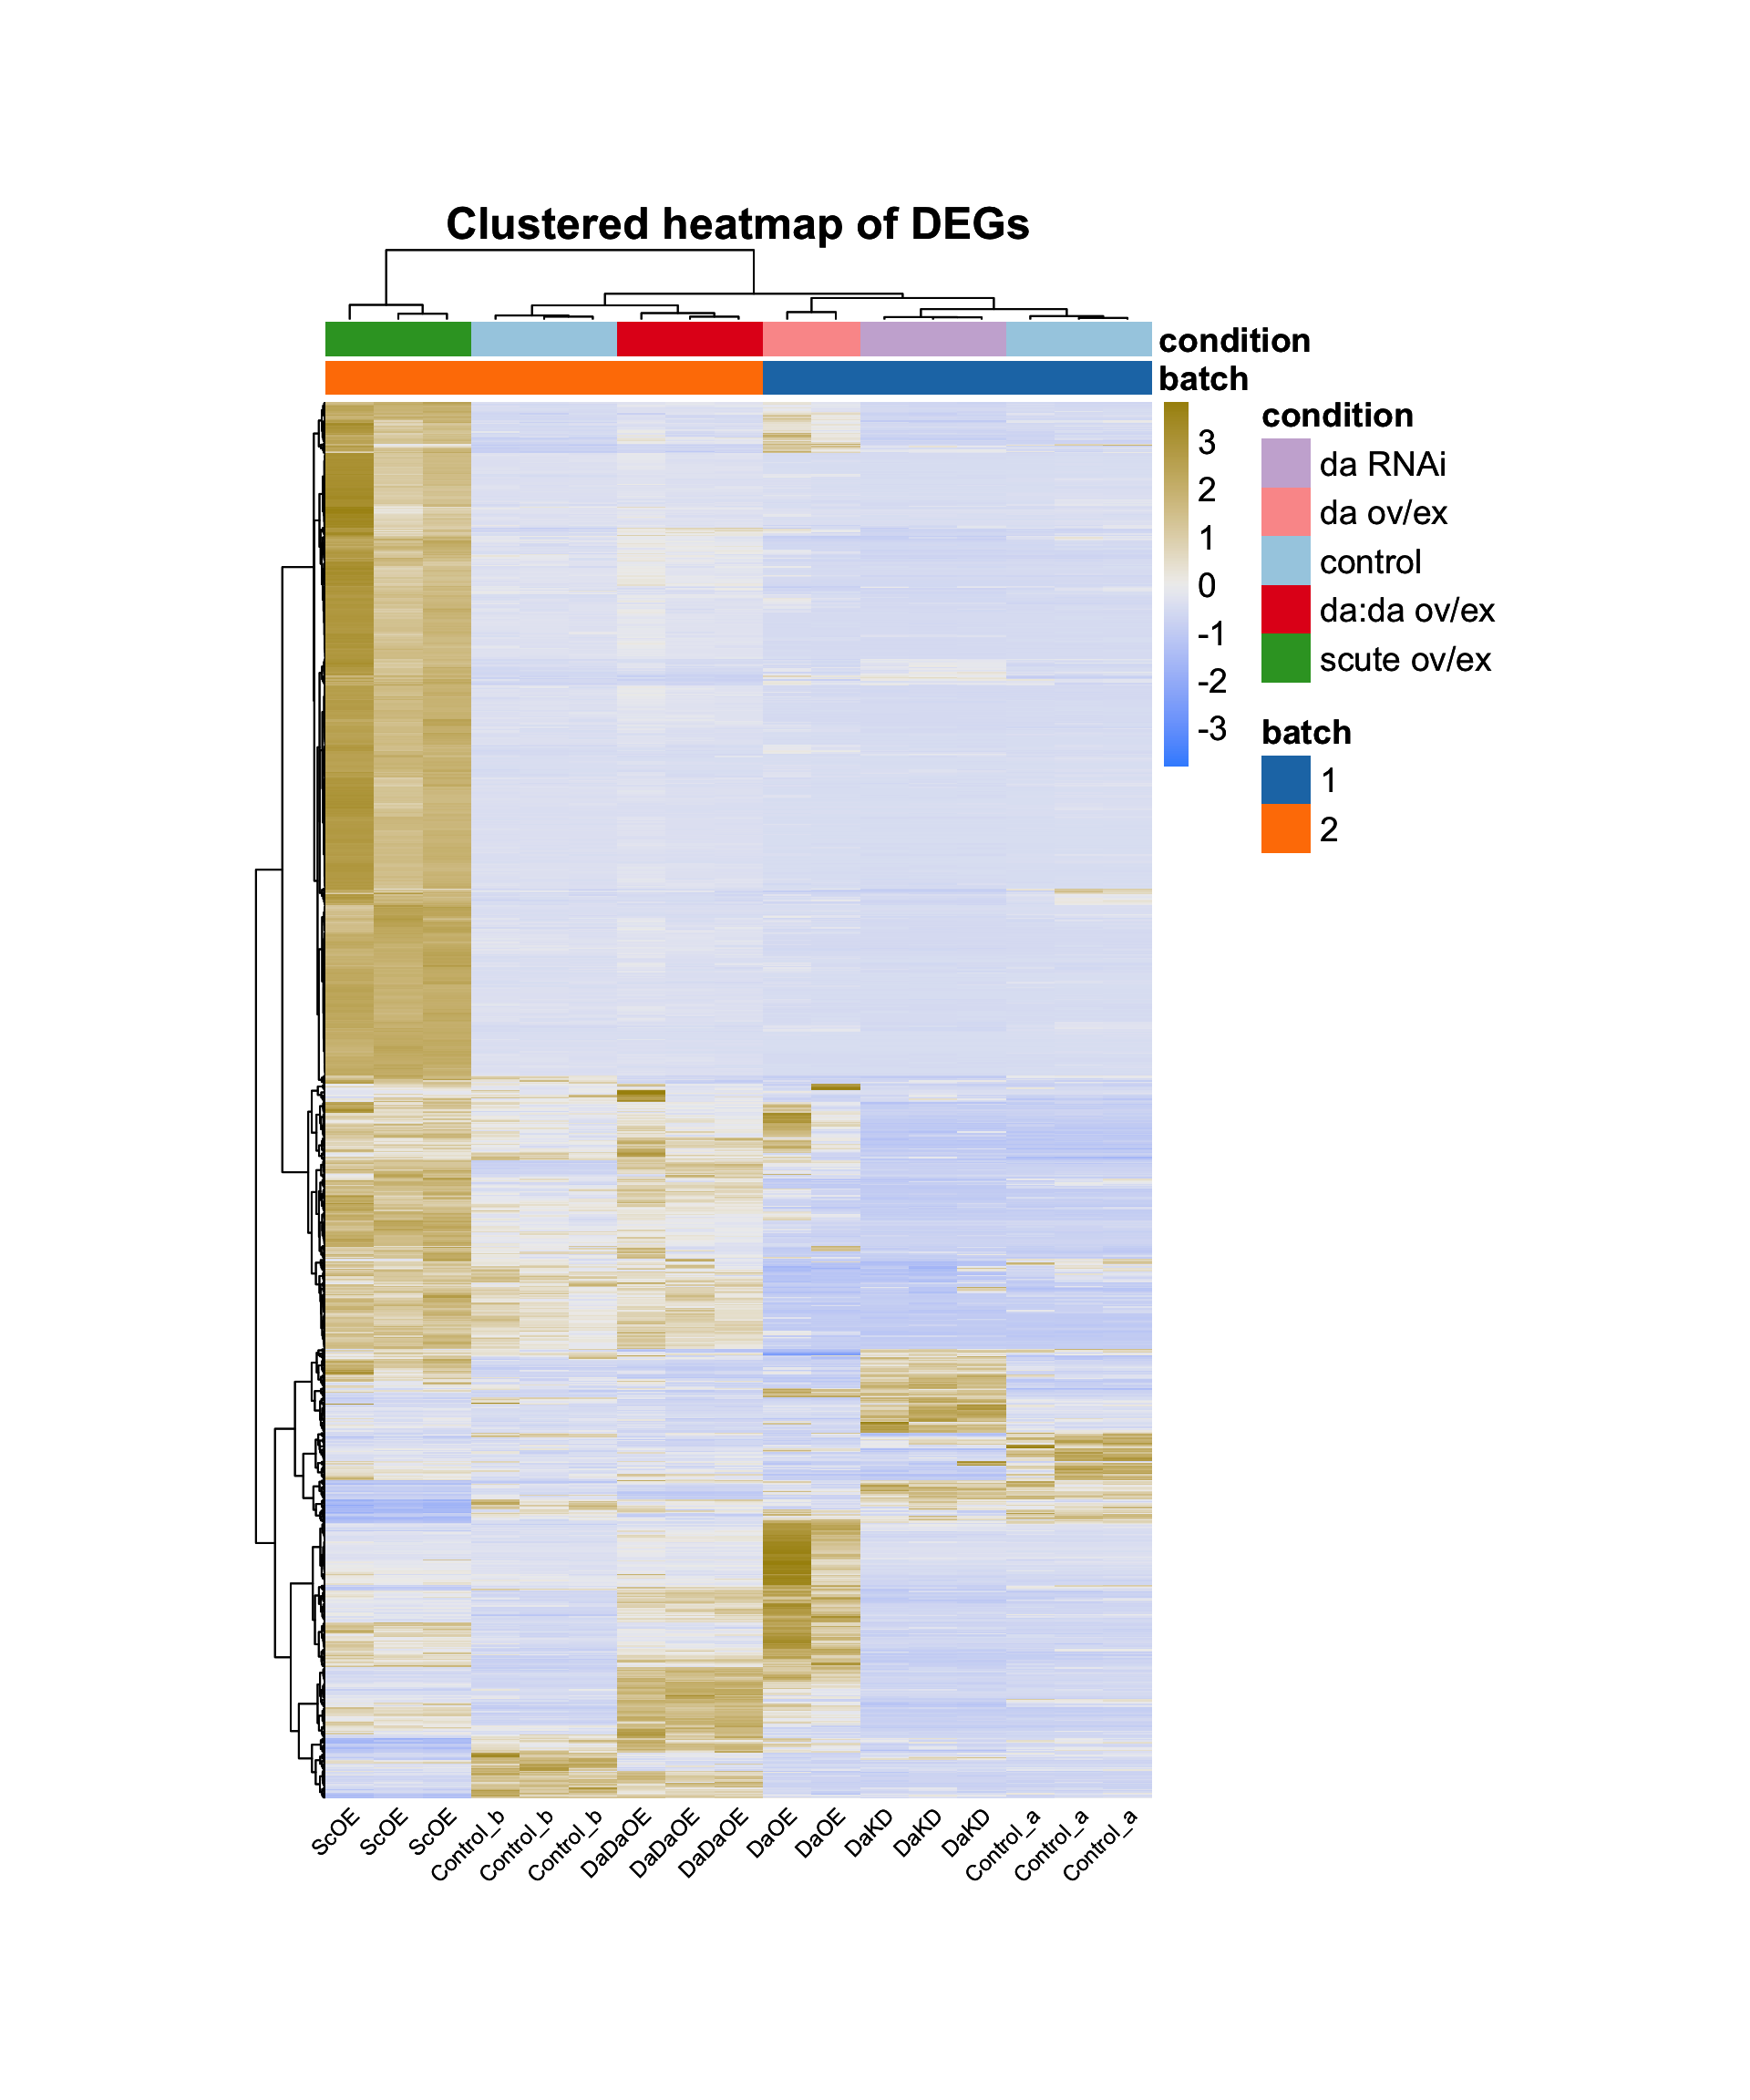 Clustered heatmap of DEGs
condition
batch
3
2
1
0
-1
-2
-3
condition
da RNAi
da ov/ex
control
da:da ov/ex
scute ov/ex
batch
1
2
ScOE
ScOE
ScOE
Control_b
Control_b
Control_b
DaDaOE
DaDaOE
DaDaOE
DaOE
DaOE
DaKD
DaKD
DaKD
Control_a
Control_a
Control_a